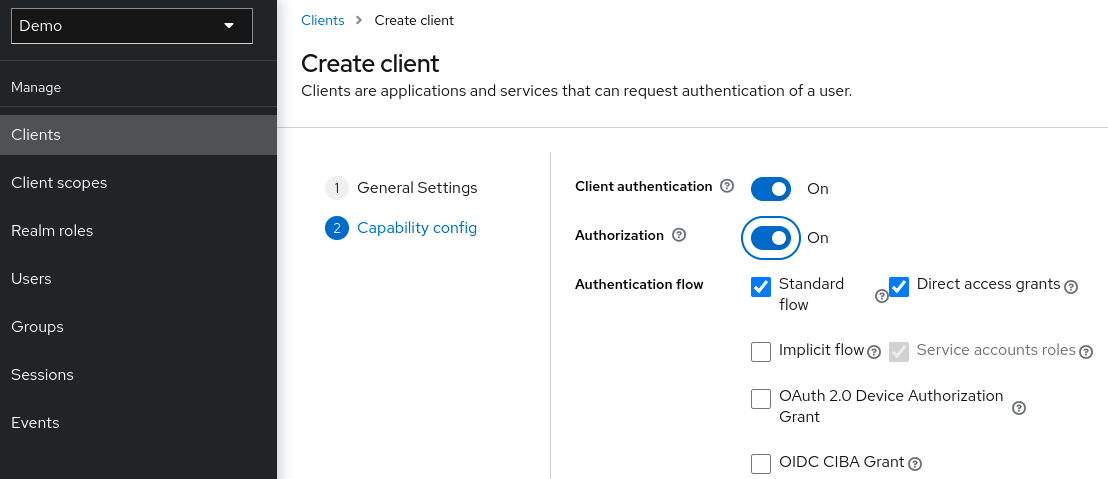 Demo
Manage
Clients
Client scopes
Realm roles
Users
Groups
Sessions
Events
Clients > Create client
Create client
Clients are applications and services that can request authentication of a user.
1 General Settings
2 Capability config
Client authentication ? On
Authorization ? On
Authentication flow
Standard
flow ?
Direct access grants ?
Implicit flow ?
Service accounts roles ?
OAuth 2.0 Device Authorization
Grant ?
OIDC CIBA Grant ?